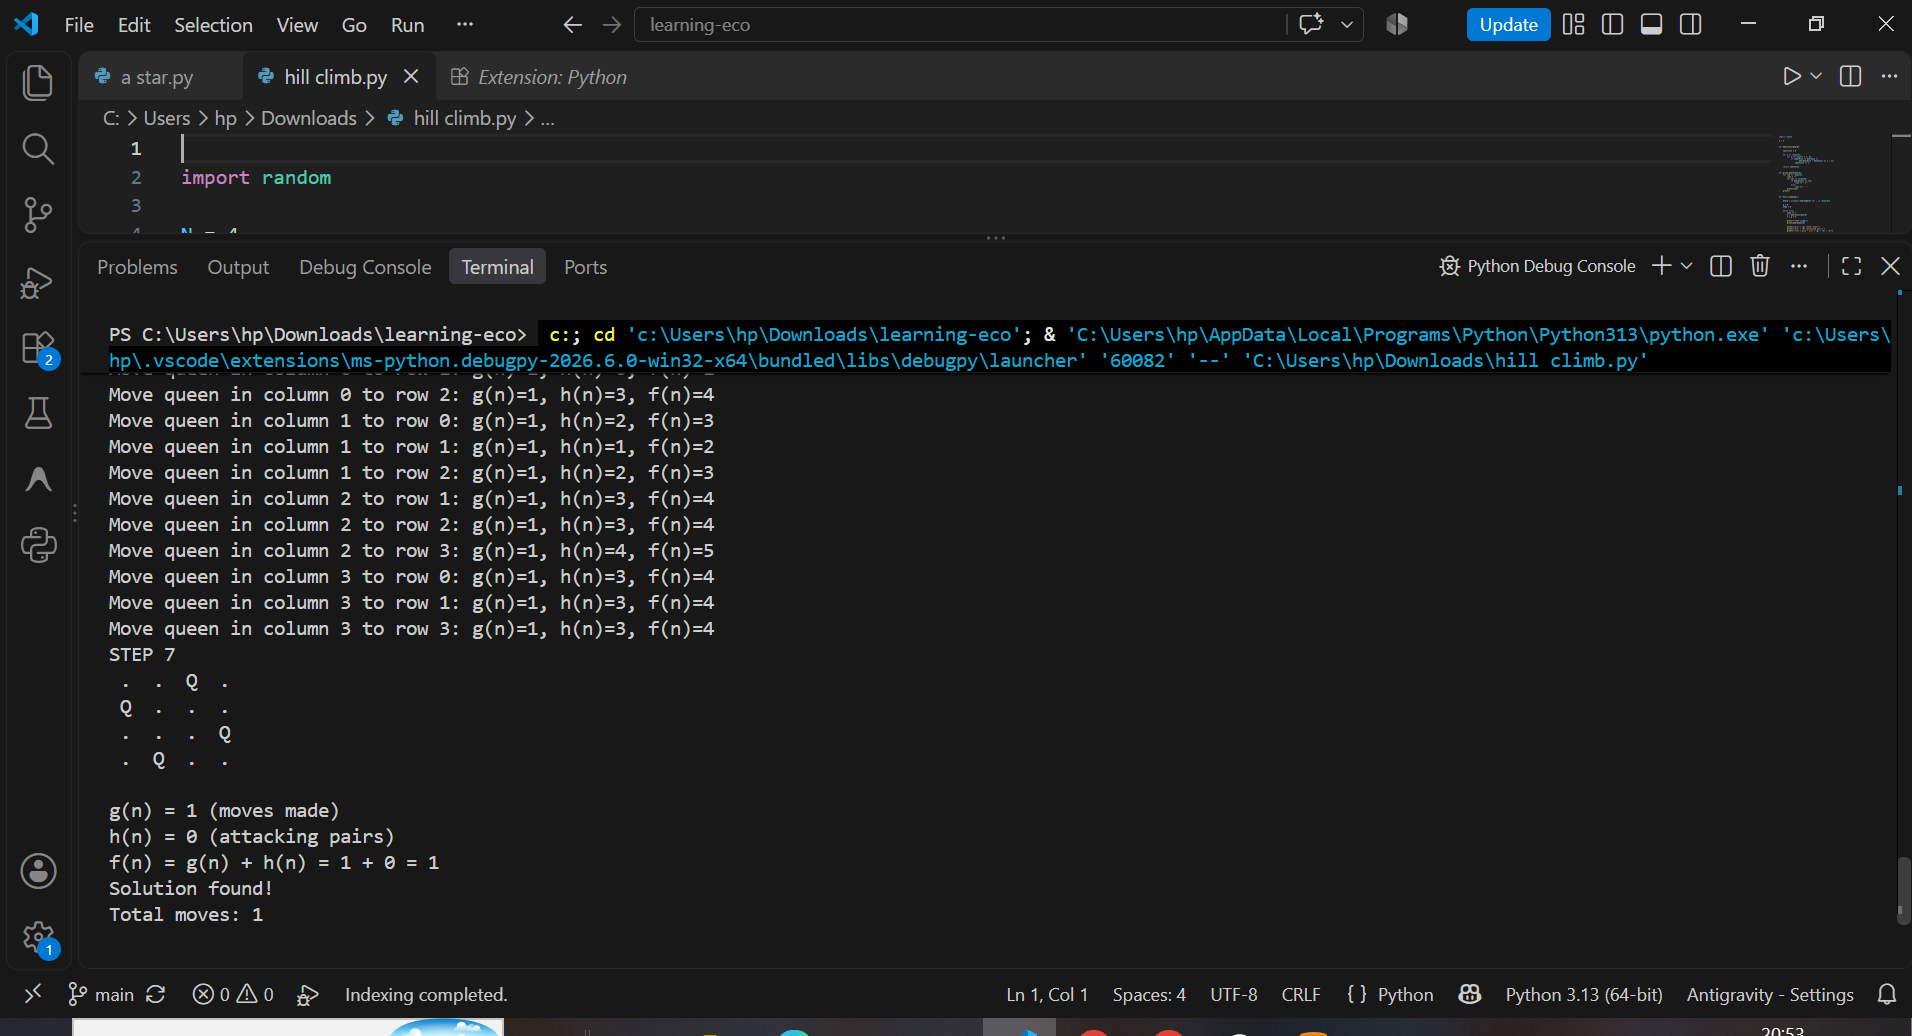 File Edit Selection View Go Run ··· learning-eco Update
a star.py hill climb.py Extension: Python
C: > Users > hp > Downloads > hill climb.py > ...
1
2 import random
3
4 N = 4
Problems Output Debug Console Terminal Ports Python Debug Console
PS C:\Users\hp\Downloads\learning-eco> c:; cd 'c:\Users\hp\Downloads\learning-eco'; & 'C:\Users\hp\AppData\Local\Programs\Python\Python313\python.exe' 'c:\Users\
hp\.vscode\extensions\ms-python.debugpy-2026.6.0-win32-x64\bundled\libs\debugpy\launcher' '60082' '--' 'C:\Users\hp\Downloads\hill climb.py'
Move queen in column 0 to row 2: g(n)=1, h(n)=3, f(n)=4
Move queen in column 1 to row 0: g(n)=1, h(n)=2, f(n)=3
Move queen in column 1 to row 1: g(n)=1, h(n)=1, f(n)=2
Move queen in column 1 to row 2: g(n)=1, h(n)=2, f(n)=3
Move queen in column 2 to row 1: g(n)=1, h(n)=3, f(n)=4
Move queen in column 2 to row 2: g(n)=1, h(n)=3, f(n)=4
Move queen in column 2 to row 3: g(n)=1, h(n)=4, f(n)=5
Move queen in column 3 to row 0: g(n)=1, h(n)=3, f(n)=4
Move queen in column 3 to row 1: g(n)=1, h(n)=3, f(n)=4
Move queen in column 3 to row 3: g(n)=1, h(n)=3, f(n)=4
STEP 7
. . Q .
Q . . .
. . . Q
. Q . .
g(n) = 1 (moves made)
h(n) = 0 (attacking pairs)
f(n) = g(n) + h(n) = 1 + 0 = 1
Solution found!
Total moves: 1
2
1
main 0 0 Indexing completed. Ln 1, Col 1 Spaces: 4 UTF-8 CRLF { } Python Python 3.13 (64-bit) Antigravity - Settings
20:53